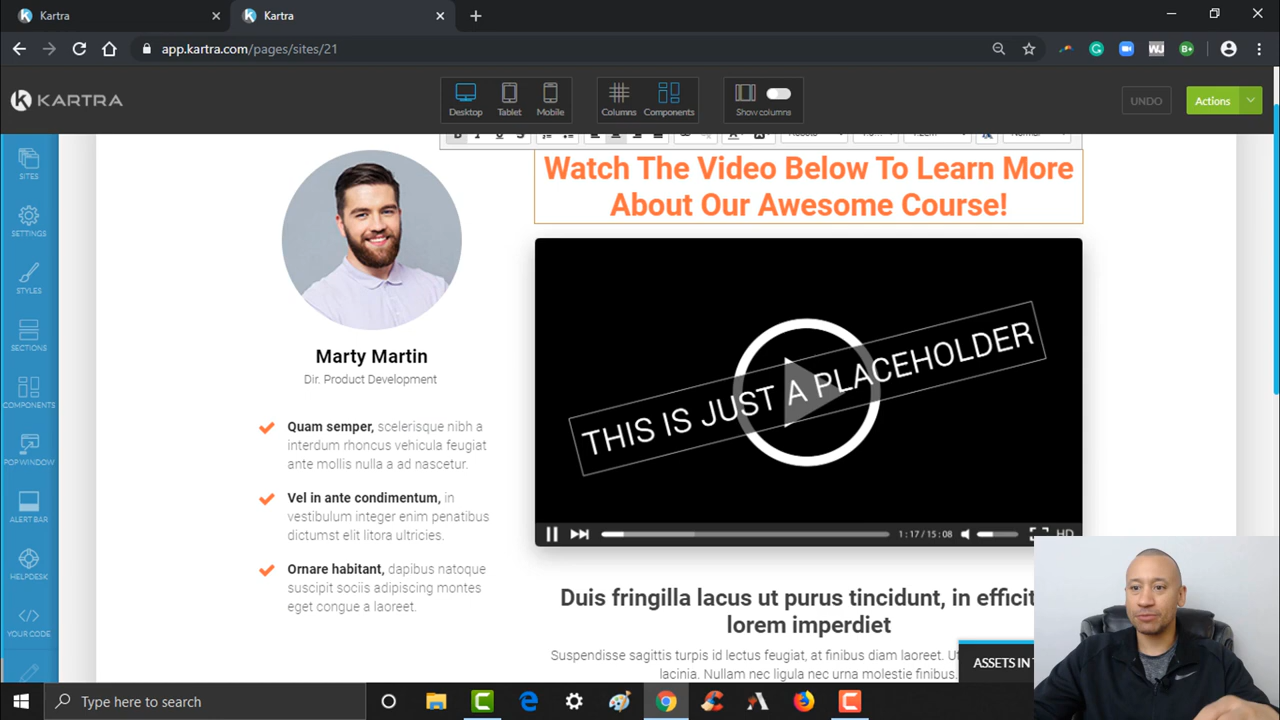 Kartra
Kartra
app.kartra.com/pages/sites/21
KARTRA
Desktop
Tablet
Mobile
Columns
Components
Show columns
UNDO
Actions
SITES
SETTINGS
STYLES
SECTIONS
COMPONENTS
POP WINDOW
ALERT BAR
HELPDESK
YOUR CODE
Watch The Video Below To Learn More
About Our Awesome Course!
THIS IS JUST A PLACEHOLDER
1:17 / 15:08
HD
Marty Martin
Dir. Product Development
Quam semper, scelerisque nibh a
interdum rhoncus vehicula feugiat
ante mollis nulla a ad nascetur.
Vel in ante condimentum, in
vestibulum integer enim penatibus
dictumst elit litora ultricies.
Ornare habitant, dapibus natoque
suscipit sociis adipiscing montes
eget congue a laoreet.
Duis fringilla lacus ut purus tincidunt, in efficit
lorem imperdiet
Suspendisse sagittis turpis id lectus feugiat, at finibus diam laoreet. Ut
lacinia. Nullam nec ligula nec urna molestie finibus.
ASSETS IN
Type here to search